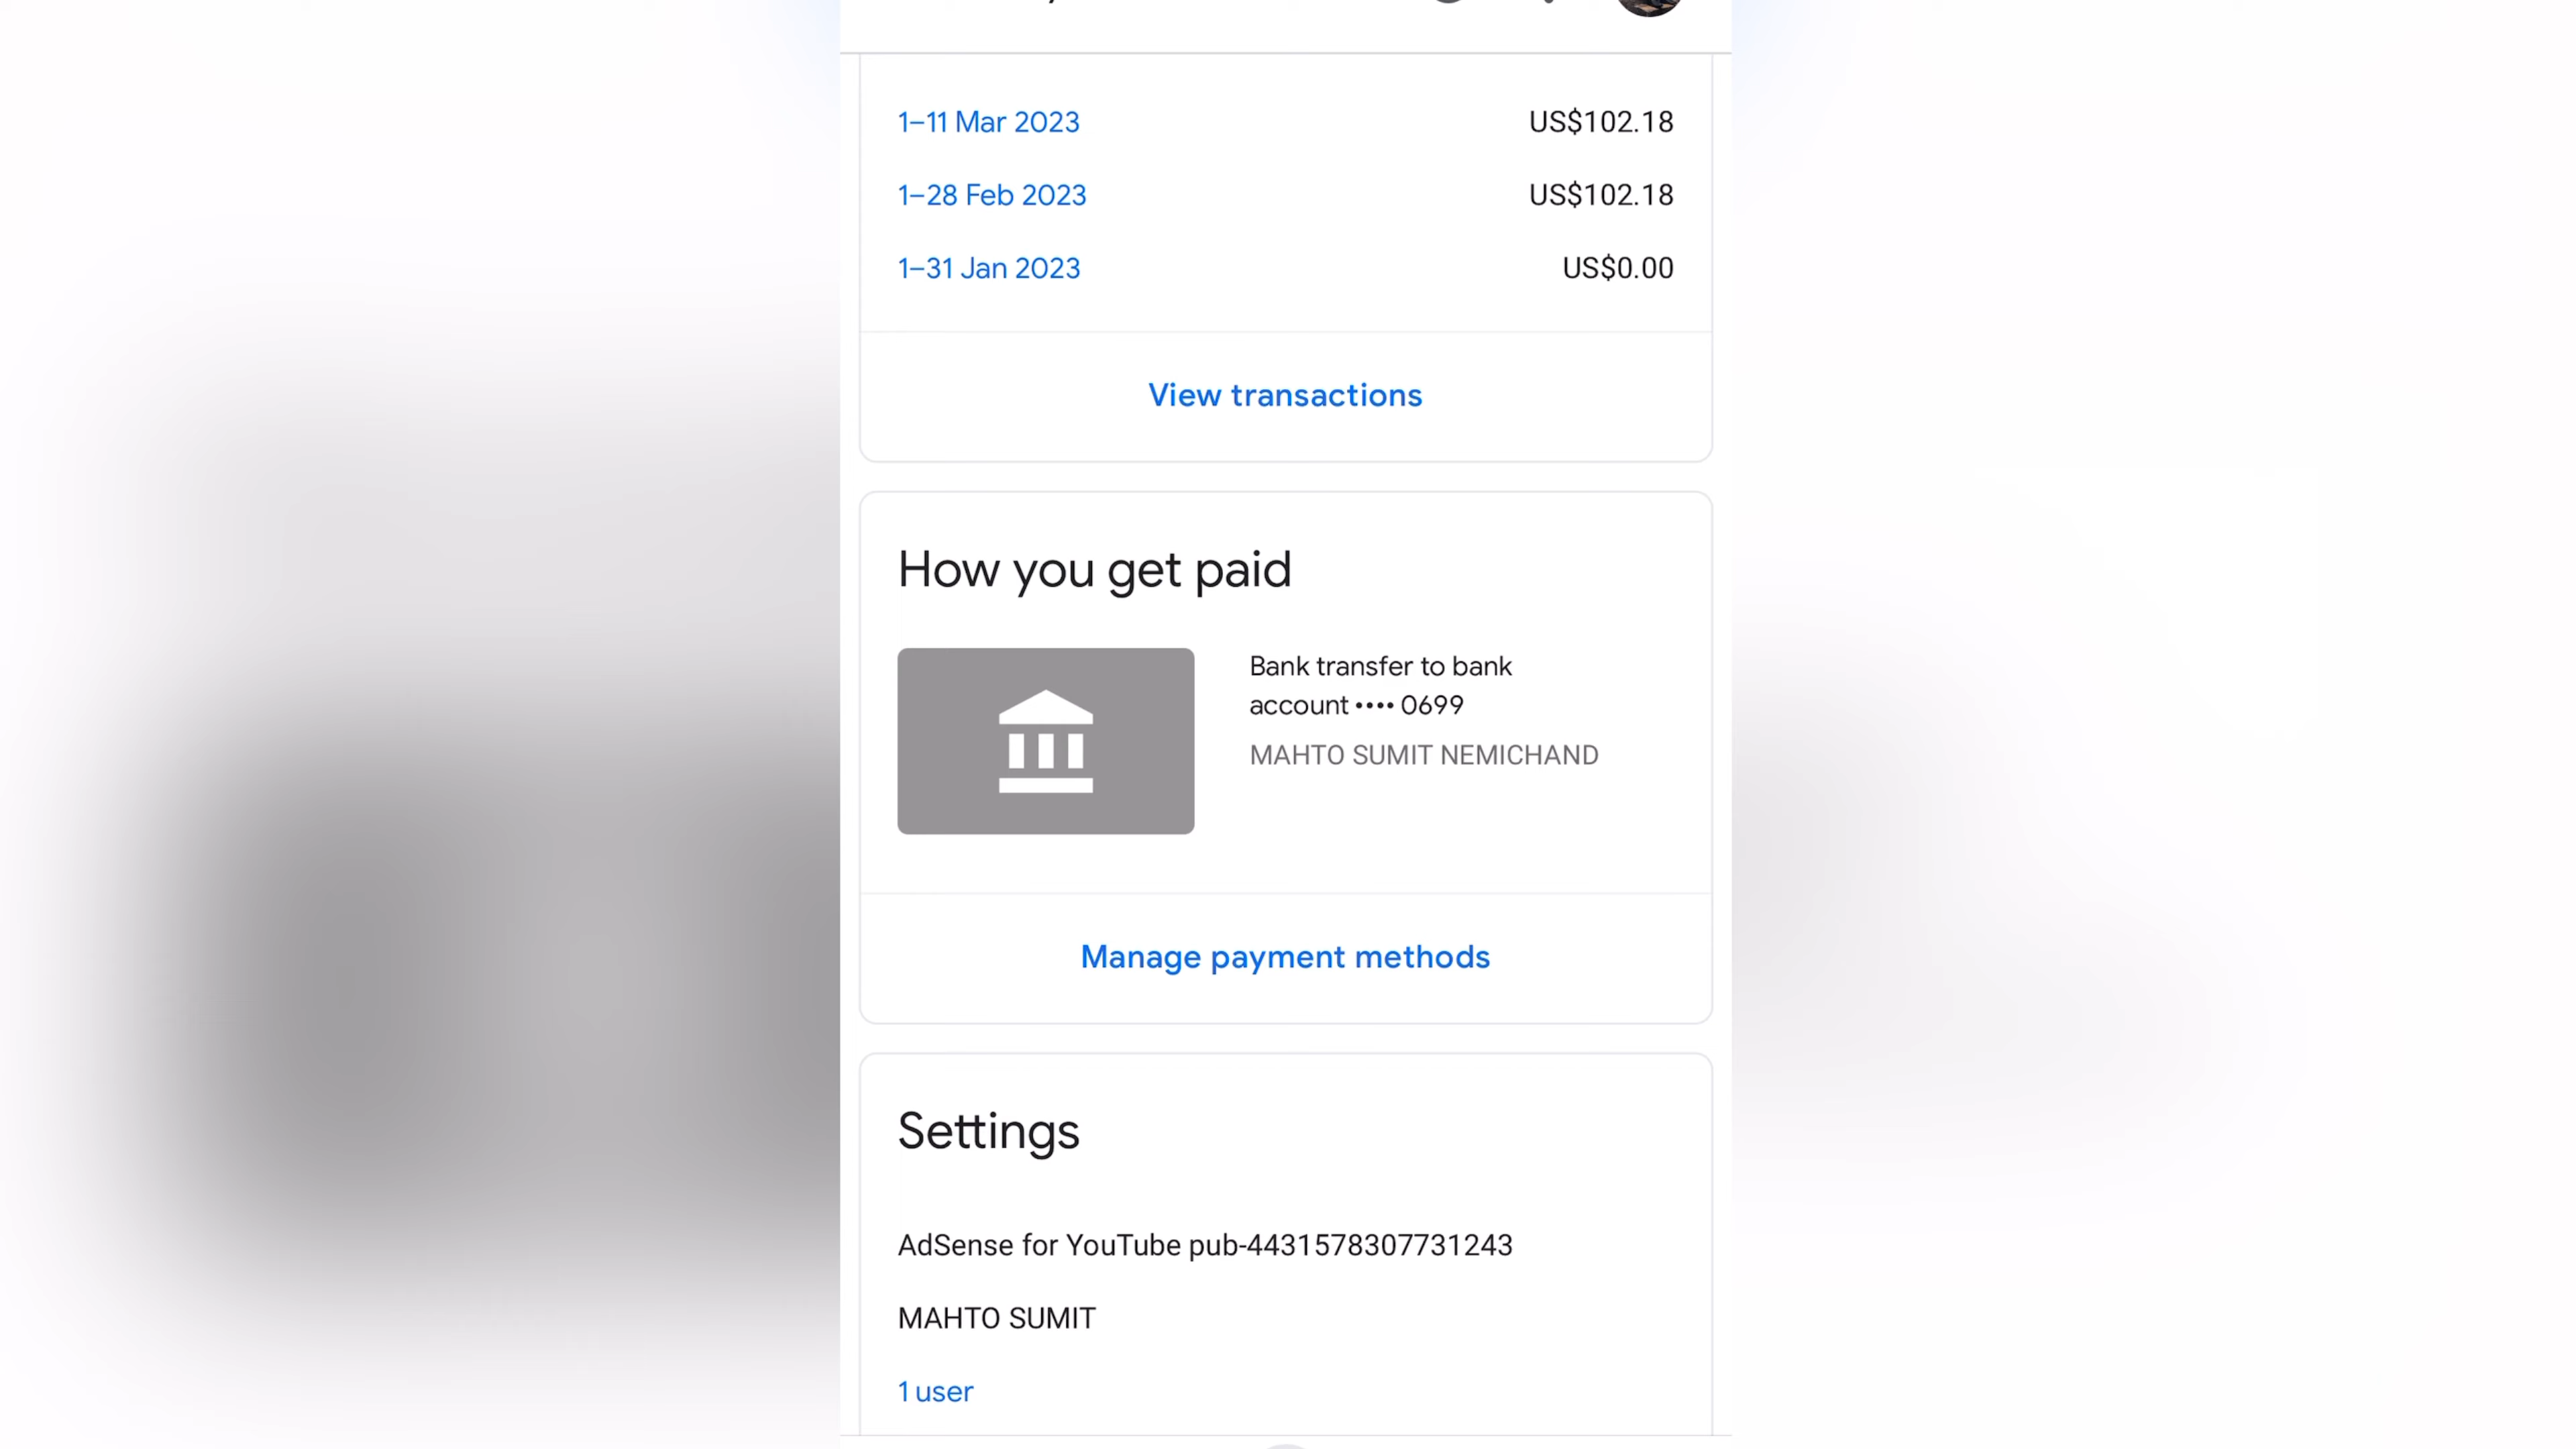 1–11 Mar 2023 US$102.18
1–28 Feb 2023 US$102.18
1–31 Jan 2023 US$0.00
View transactions
How you get paid
Bank transfer to bank
account •••• 0699
MAHTO SUMIT NEMICHAND
Manage payment methods
Settings
AdSense for YouTube pub-4431578307731243
MAHTO SUMIT
1 user